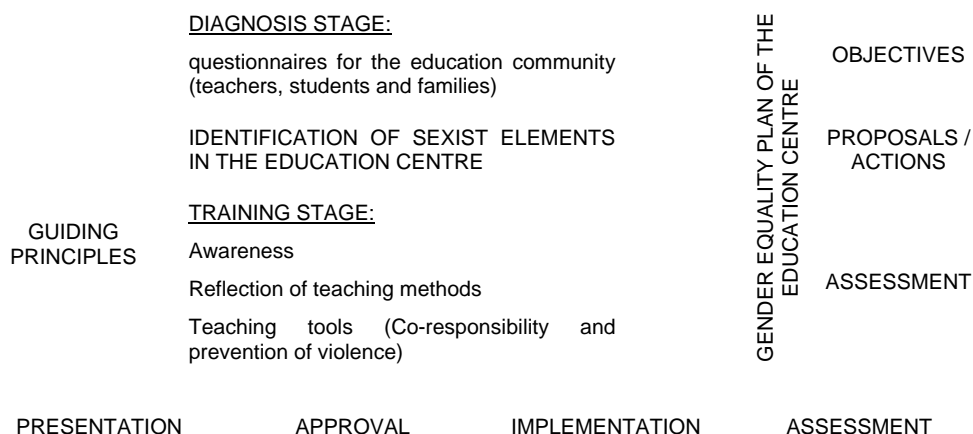 DIAGNOSIS STAGE:
questionnaires for the education community
(teachers, students and families)
IDENTIFICATION OF SEXIST ELEMENTS
IN THE EDUCATION CENTRE
GUIDING
PRINCIPLES
TRAINING STAGE:
Awareness
Reflection of teaching methods
Teaching tools (Co-responsibility and
prevention of violence)
GENDER EQUALITY PLAN OF THE
EDUCATION CENTRE
OBJECTIVES
PROPOSALS /
ACTIONS
ASSESSMENT
PRESENTATION APPROVAL IMPLEMENTATION ASSESSMENT